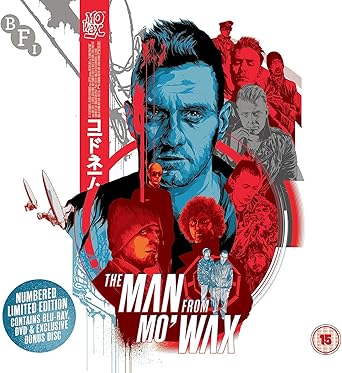 BFI
MO
WAX
コードネーム
THE
MAN
FROM
MO' WAX
NUMBERED
LIMITED EDITION
CONTAINS BLU-RAY,
DVD & EXCLUSIVE
BONUS DISC
15